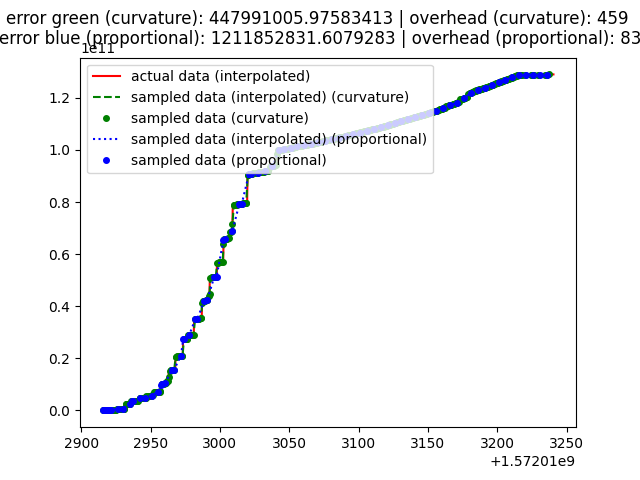 error green (curvature): 447991005.97583413 | overhead (curvature): 459
error blue (proportional): 1211852831.6079283 | overhead (proportional): 83
1e11
actual data (interpolated)
sampled data (interpolated) (curvature)
sampled data (curvature)
sampled data (interpolated) (proportional)
sampled data (proportional)
1.2
1.0
0.8
0.6
0.4
0.2
0.0
2900 2950 3000 3050 3100 3150 3200 3250
+1.57201e9